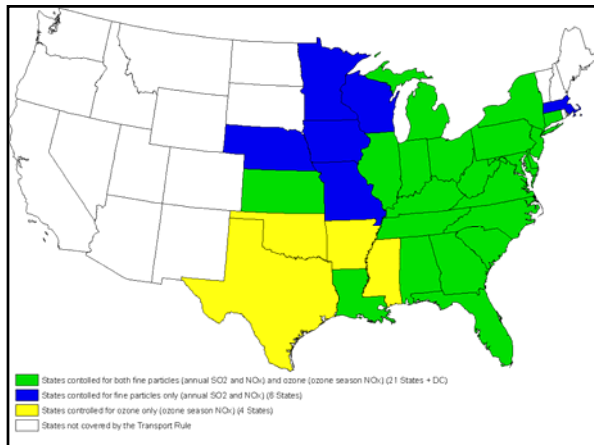 States contolled for both fine particles (annual SO2 and NOx) and ozone (ozone season NOx) (21 States + DC)
States contolled for fine particles only (annual SO2 and NOx) (6 States)
States controlled for ozone only (ozone season NOx) (4 States)
States not covered by the Transport Rule